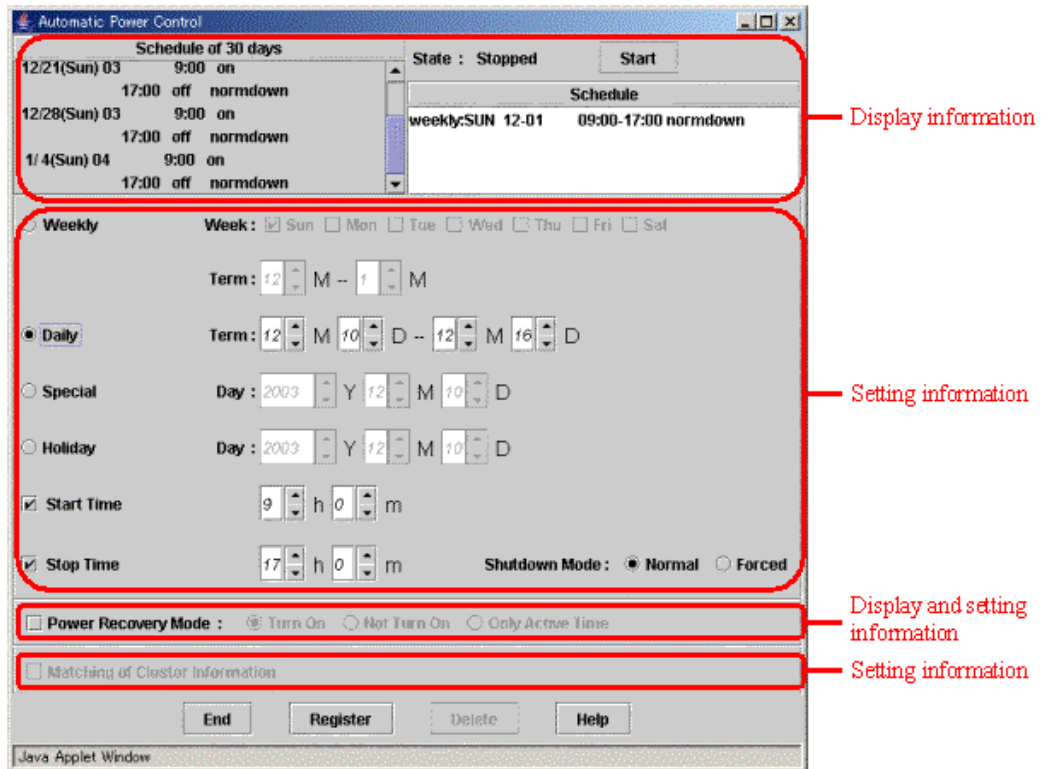 Automatic Power Control
Schedule of 30 days
12/21(Sun) 03 9:00 on
17:00 off normdown
12/28(Sun) 03 9:00 on
17:00 off normdown
1/ 4(Sun) 04 9:00 on
17:00 off normdown
State : Stopped Start
Schedule
weekly:SUN 12-01 09:00-17:00 normdown
Display information
Weekly Week : Sun Mon Tue Wed Thu Fri Sat
Term : 12 M -- 1 M
Daily Term : 12 M 10 D -- 12 M 16 D
Special Day : 2003 Y 12 M 10 D
Setting information
Holiday Day : 2003 Y 12 M 10 D
Start Time 9 h 0 m
Stop Time 17 h 0 m Shutdown Mode : Normal Forced
Power Recovery Mode : Turn On Not Turn On Only Active Time
Display and setting
information
Matching of Cluster Information
Setting information
End Register Delete Help
Java Applet Window